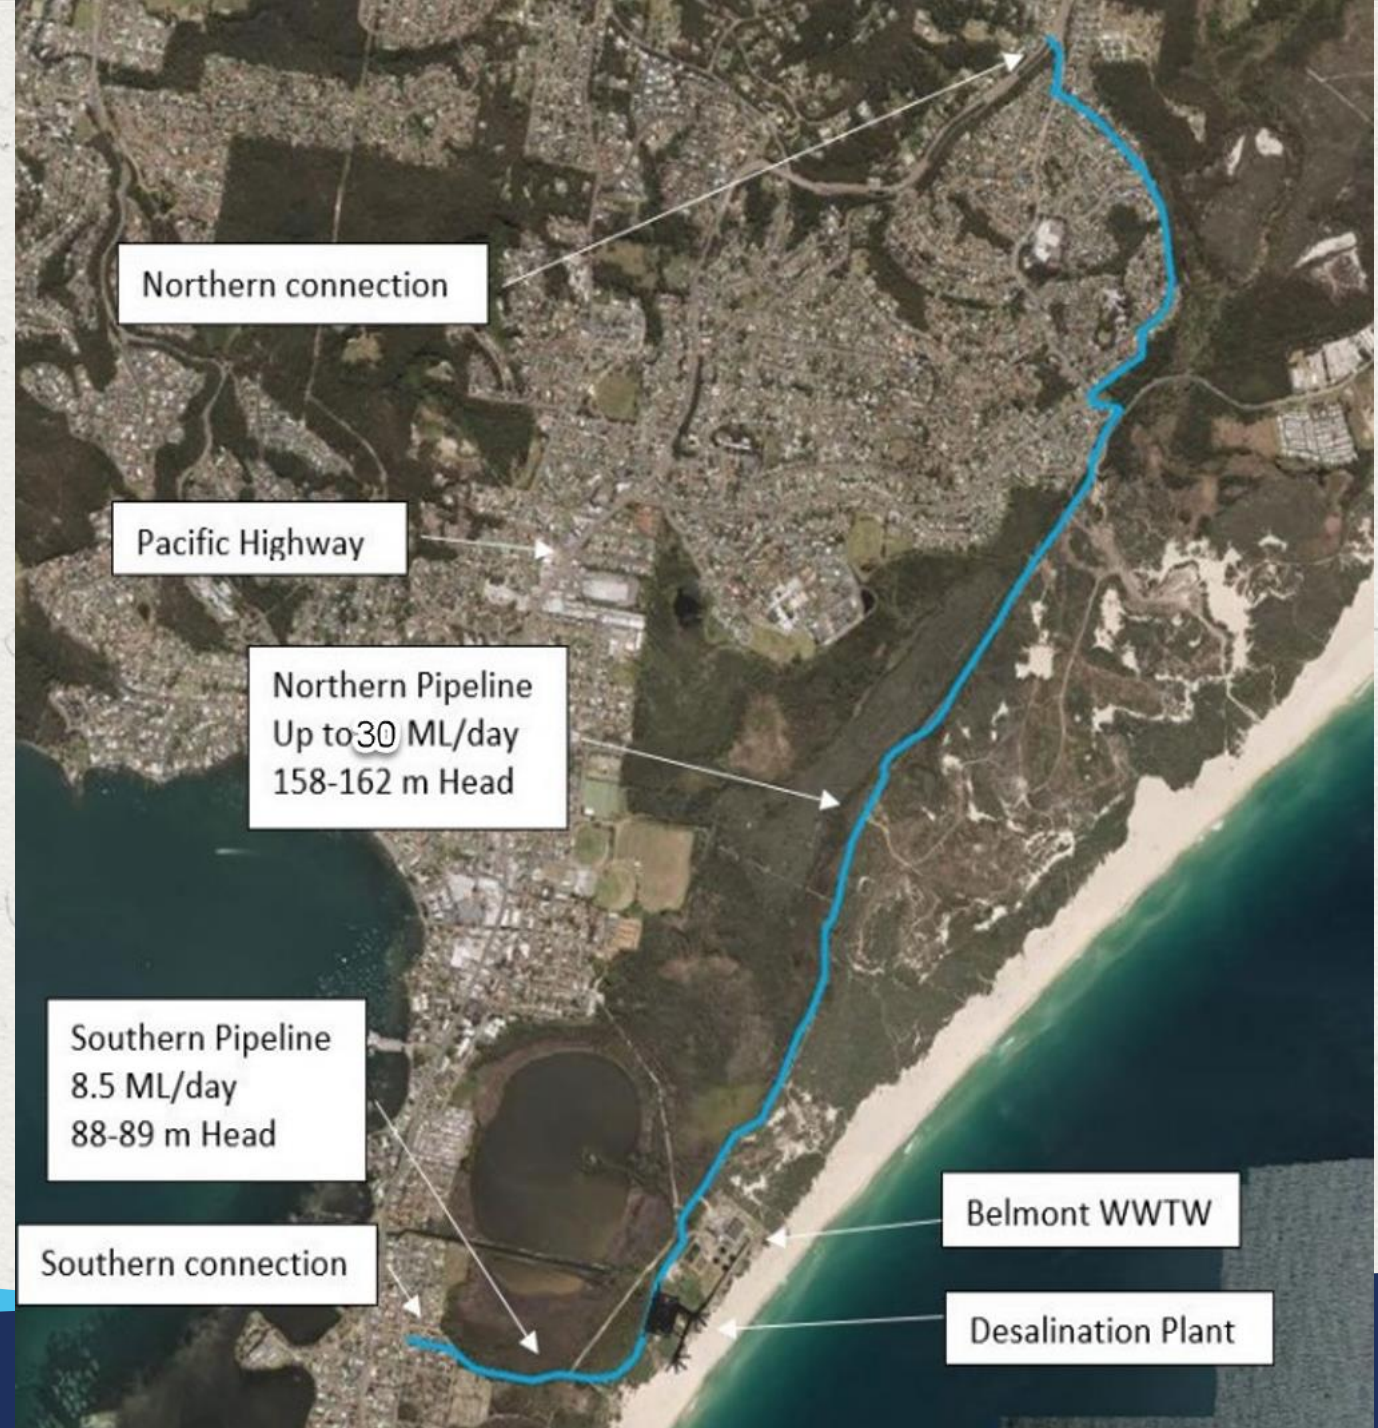 Northern connection
Pacific Highway
Northern Pipeline
Up to 30 ML/day
158-162 m Head
Southern Pipeline
8.5 ML/day
88-89 m Head
Southern connection
Belmont WWTW
Desalination Plant